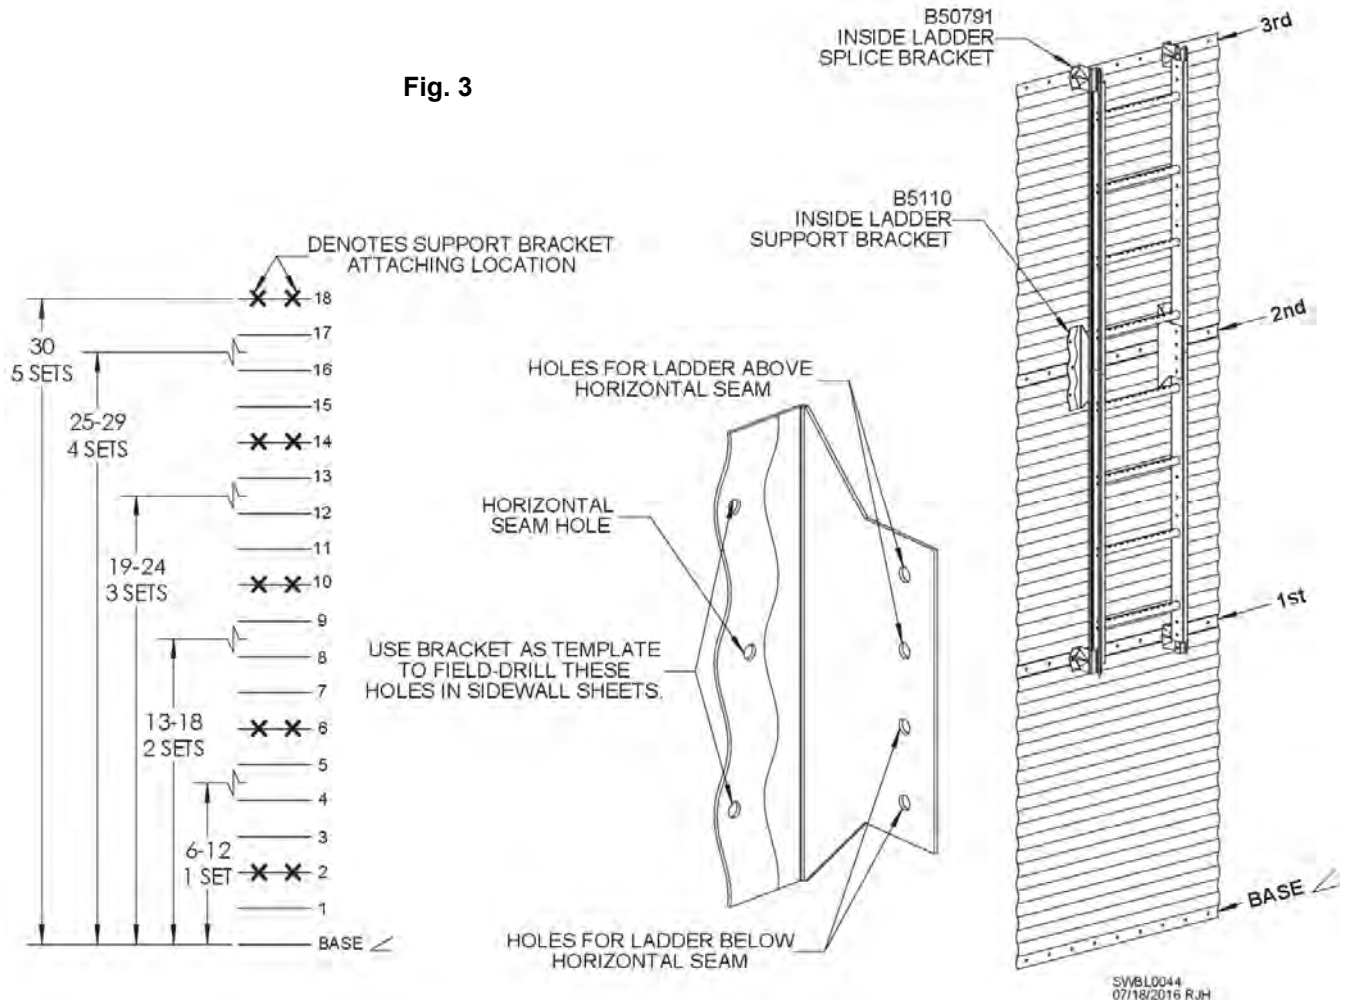 Fig. 3
B50791
INSIDE LADDER
SPLICE BRACKET
3rd
B5110
INSIDE LADDER
SUPPORT BRACKET
2nd
1st
BASE
DENOTES SUPPORT BRACKET
ATTACHING LOCATION
18
17
16
15
14
13
12
11
10
9
8
7
6
5
4
3
2
1
BASE
30
5 SETS
25-29
4 SETS
19-24
3 SETS
13-18
2 SETS
6-12
1 SET
HOLES FOR LADDER ABOVE
HORIZONTAL SEAM
HORIZONTAL
SEAM HOLE
USE BRACKET AS TEMPLATE
TO FIELD-DRILL THESE
HOLES IN SIDEWALL SHEETS.
HOLES FOR LADDER BELOW
HORIZONTAL SEAM
SWBL0044
07/18/2016 RJH